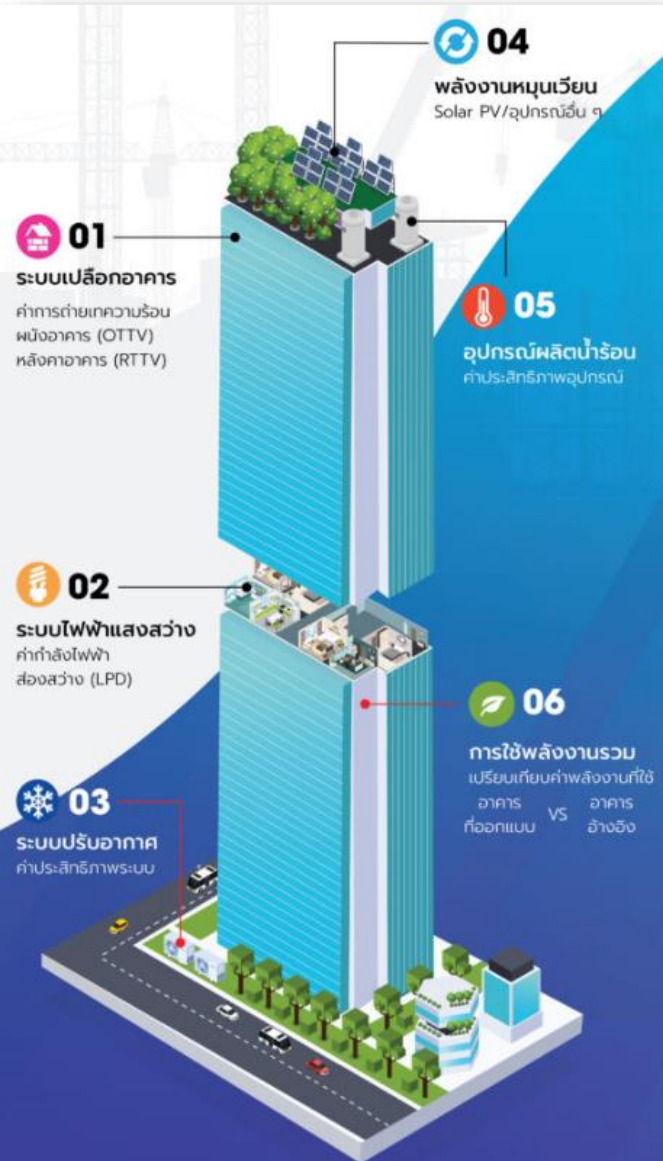 04
พลังงานหมุนเวียน
Solar PV/อุปกรณ์อื่น ๆ
01
ระบบเปลือกอาคาร
ค่าการถ่ายเทความร้อน
ผนังอาคาร (OTTV)
หลังคาอาคาร (RTTV)
05
อุปกรณ์ผลิตน้ำร้อน
ค่าประสิทธิภาพอุปกรณ์
02
ระบบไฟฟ้าแสงสว่าง
ค่ากำลังไฟฟ้า
ส่องสว่าง (LPD)
06
การใช้พลังงานรวม
เปรียบเทียบค่าพลังงานที่ใช้
อาคาร VS อาคาร
ที่ออกแบบ อ้างอิง
03
ระบบปรับอากาศ
ค่าประสิทธิภาพระบบ